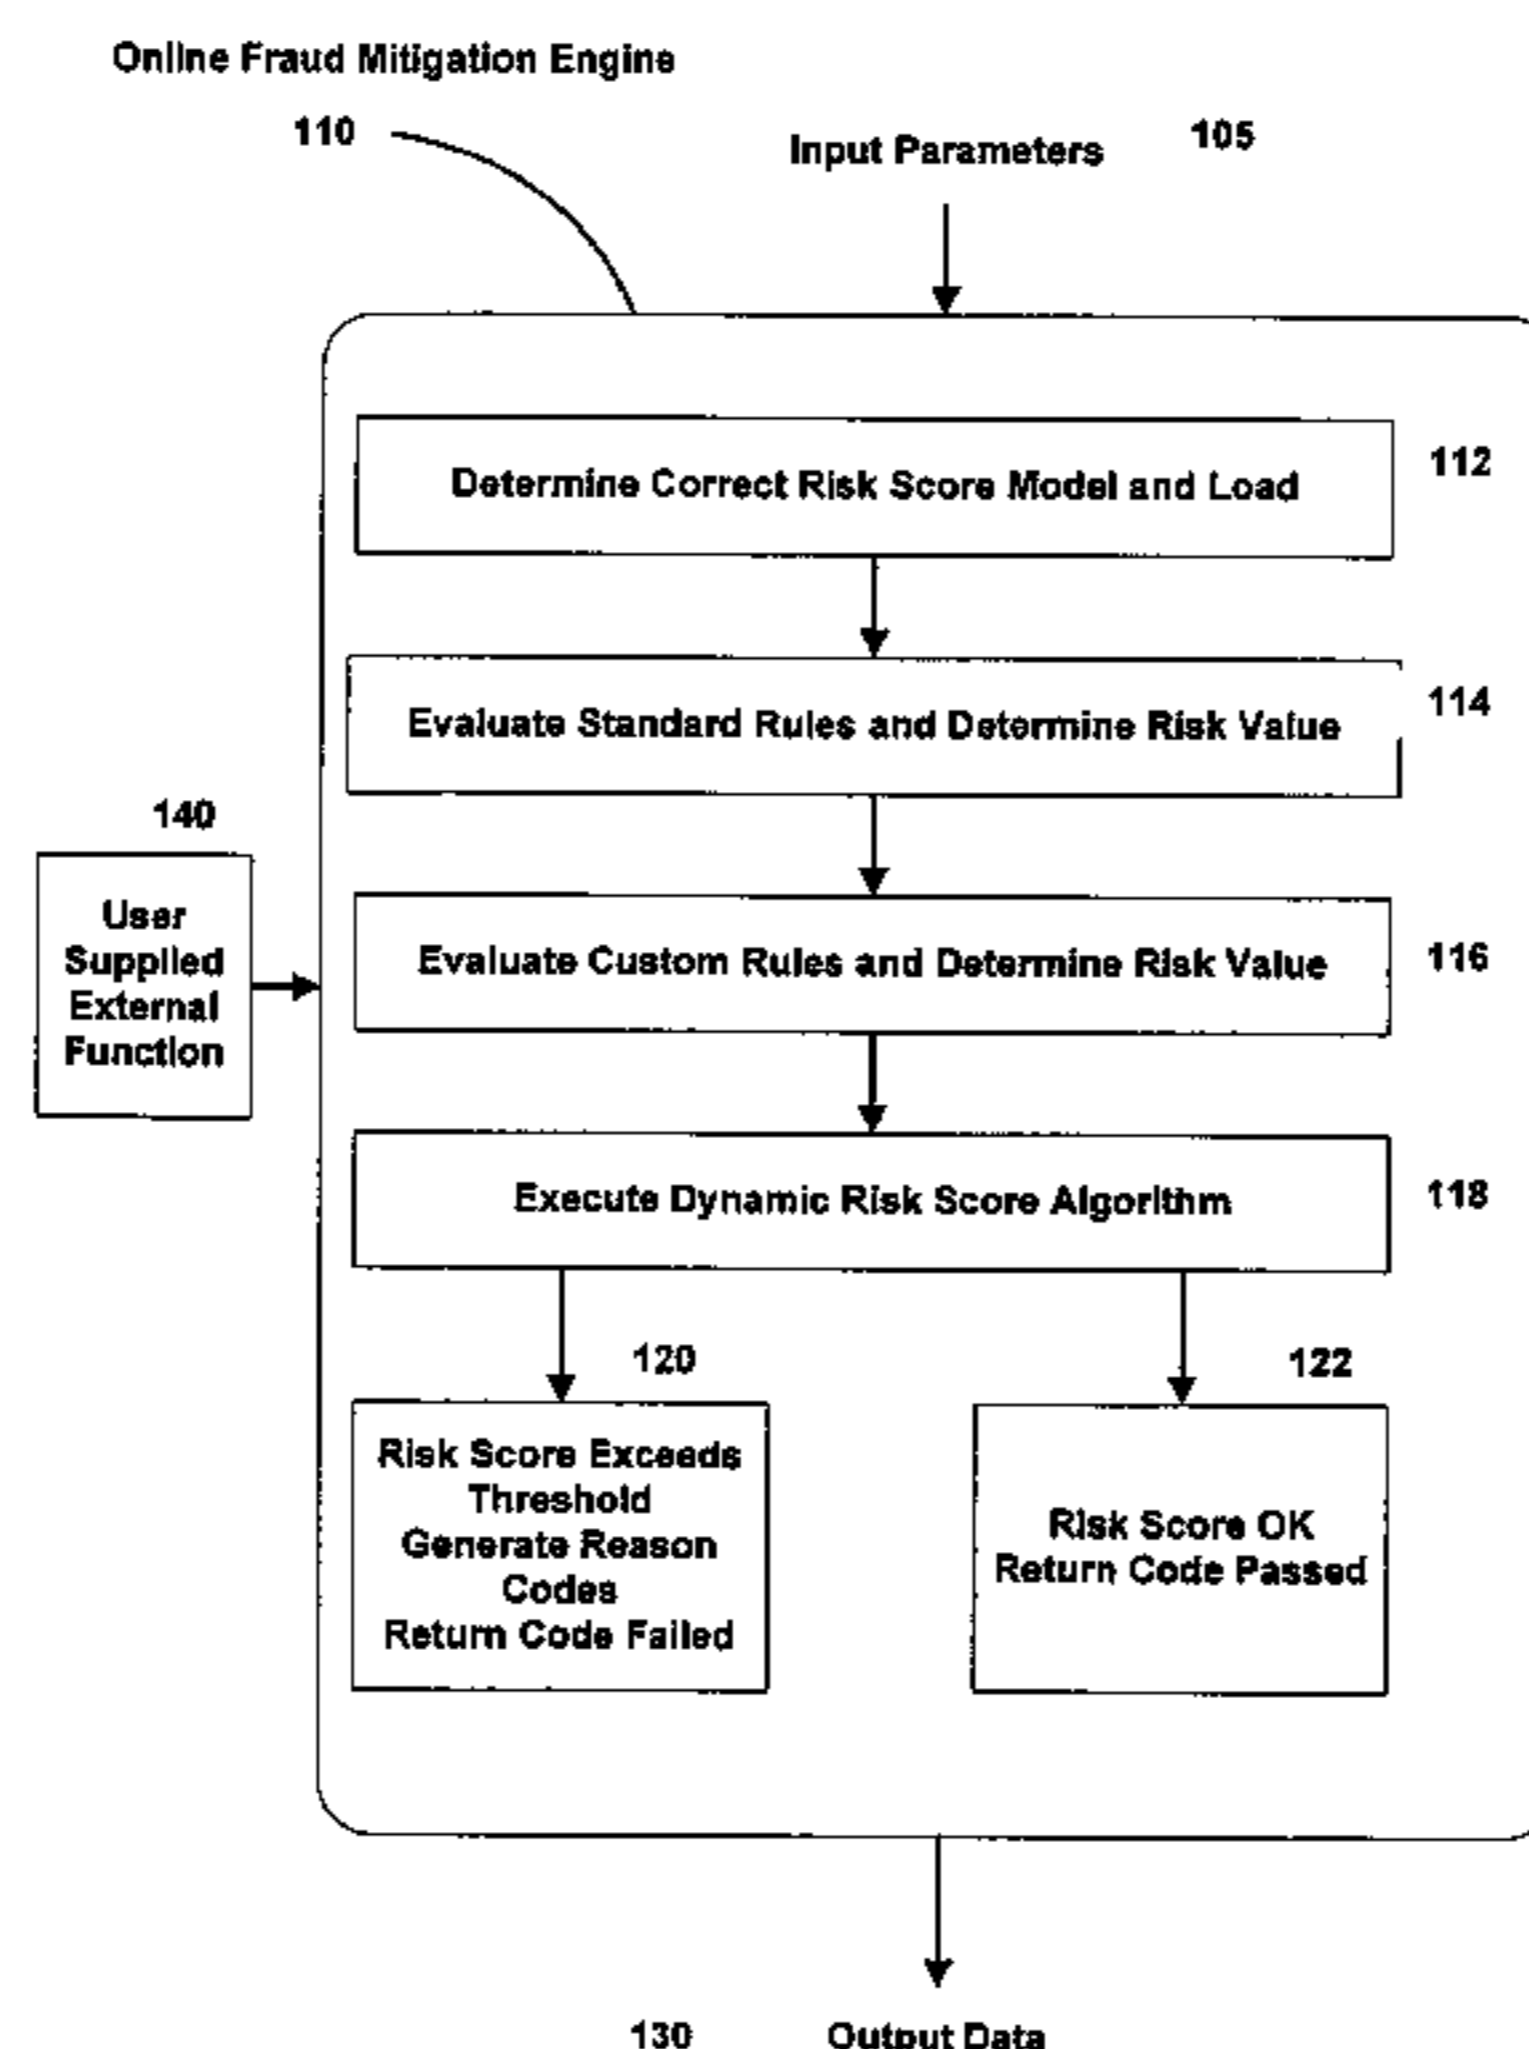 Online Fraud Mitigation Engine
110
Input Parameters
105
Determine Correct Risk Score Model and Load
112
Evaluate Standard Rules and Determine Risk Value
114
140
User
Supplied
External
Function
Evaluate Custom Rules and Determine Risk Value
116
Execute Dynamic Risk Score Algorithm
118
120
Risk Score Exceeds
Threshold
Generate Reason
Codes
Return Code Failed
122
Risk Score OK
Return Code Passed
130
Output Data